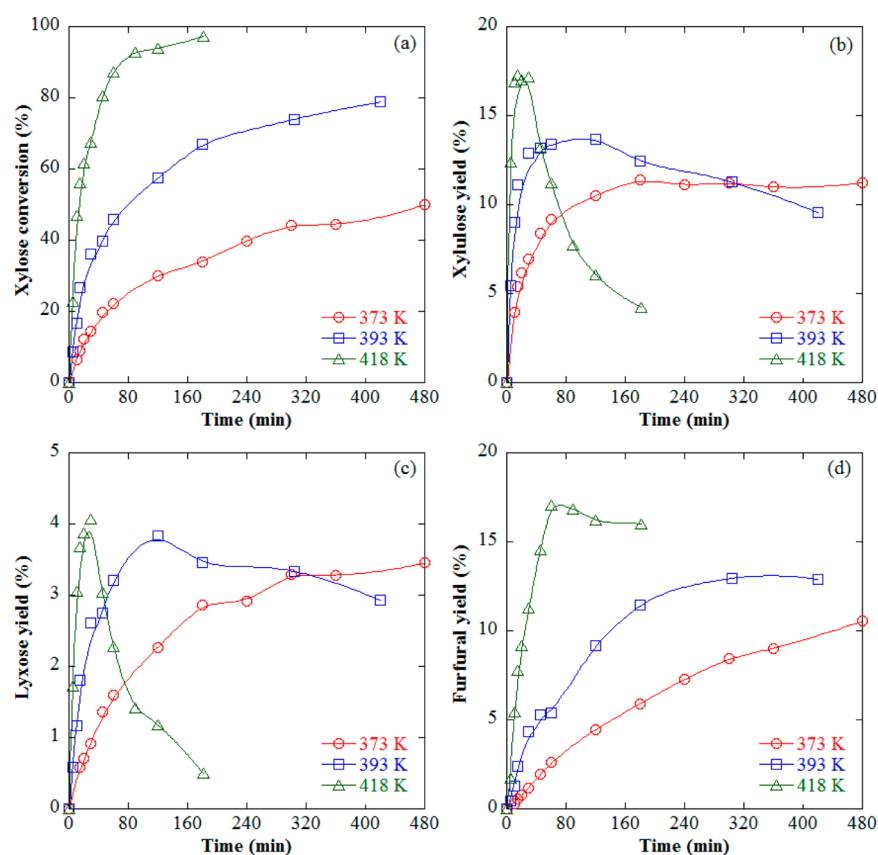 (a)
Xylose conversion (%)
100
80
60
40
20
0
373 K
393 K
418 K
0 80 160 240 320 400 480
Time (min)
(b)
Xylulose yield (%)
20
15
10
5
0
373 K
393 K
418 K
0 80 160 240 320 400 480
Time (min)
(c)
Lyxose yield (%)
5
4
3
2
1
0
373 K
393 K
418 K
0 80 160 240 320 400 480
Time (min)
(d)
Furfural yield (%)
20
15
10
5
0
373 K
393 K
418 K
0 80 160 240 320 400 480
Time (min)